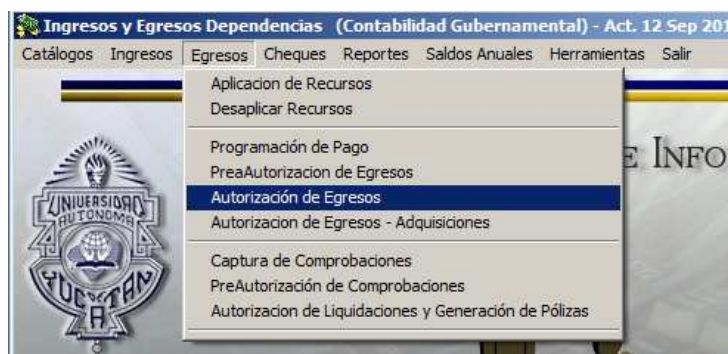 Ingresos y Egresos Dependencias (Contabilidad Gubernamental) - Act. 12 Sep 201
Catálogos Ingresos Egresos Cheques Reportes Saldos Anuales Herramientas Salir
Aplicacion de Recursos
Desaplicar Recursos
Programación de Pago
PreaAutorizacion de Egresos
Autorización de Egresos
Autorizacion de Egresos - Adquisiciones
Captura de Comprobaciones
PreAutorización de Comprobaciones
Autorizacion de Liquidaciones y Generación de Pólizas
E INFO
UNIVERSIDAD
AUTONOMA
YUCATAN